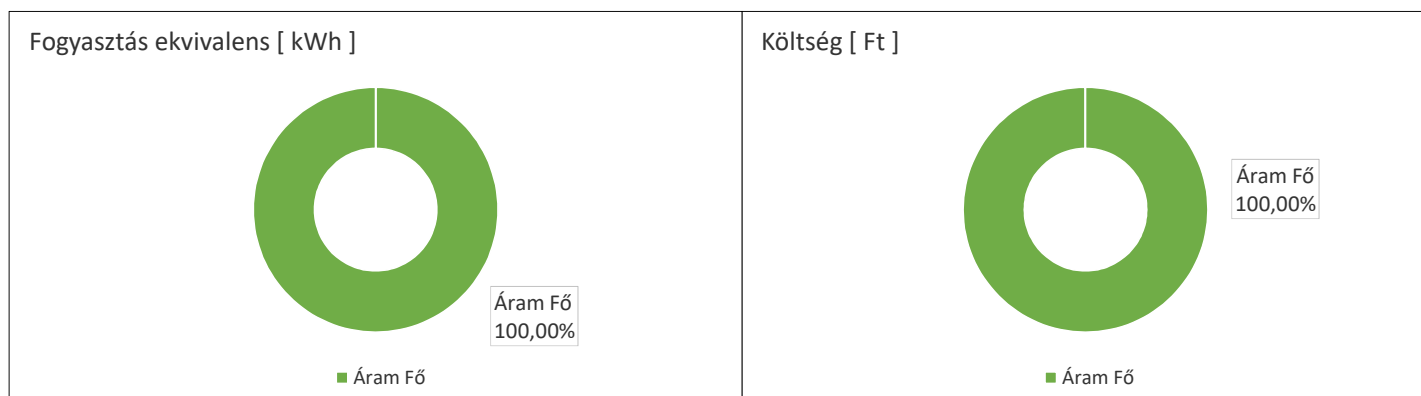 Fogyasztás ekvivalens [ kWh ]
Áram Fő
100,00%
Áram Fő
Költség [ Ft ]
Áram Fő
100,00%
Áram Fő